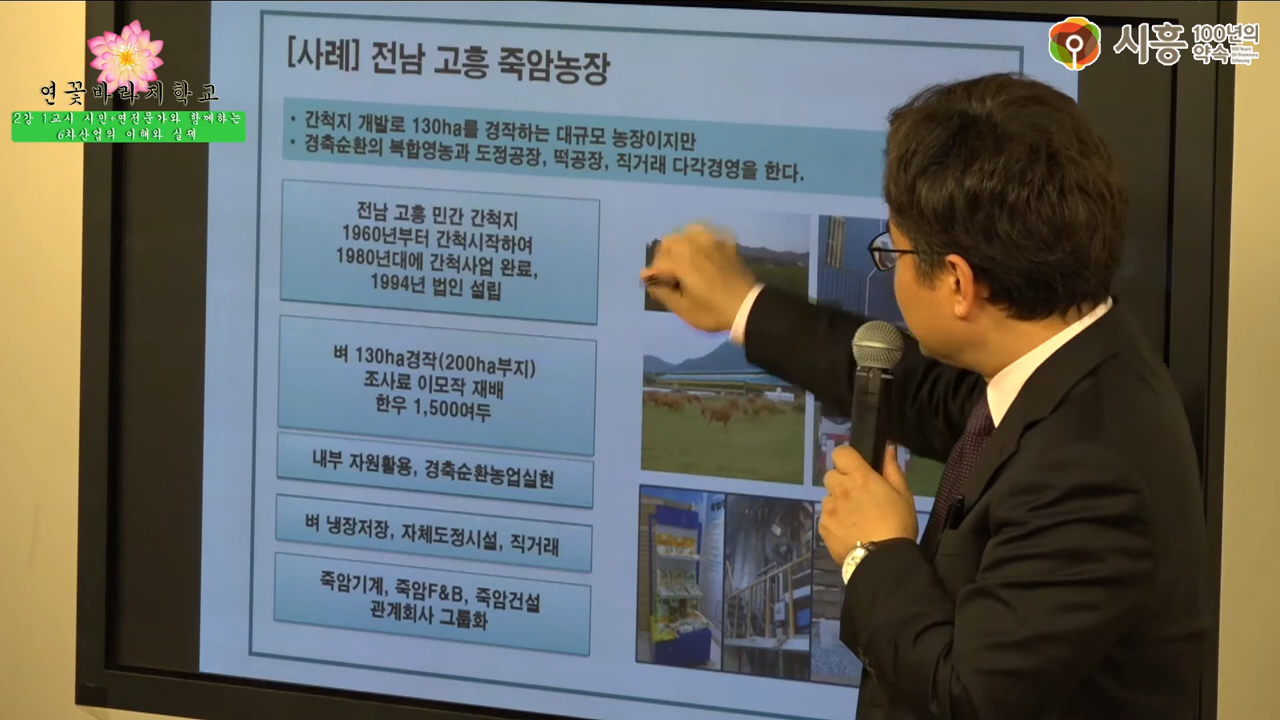 연꽃바라지학교
2강 1교시 시민+연전문가와 함께하는
6차산업의 이해와 실제
시흥 100년의 약속
[사례] 전남 고흥 죽암농장
• 간척지 개발로 130ha를 경작하는 대규모 농장이지만
• 경축순환의 복합영농과 도정공장, 떡공장, 직거래 다각경영을 한다.
전남 고흥 민간 간척지
1960년부터 간척시작하여
1980년대에 간척사업 완료,
1994년 법인 설립
벼 130ha경작(200ha부지)
조사료 이모작 재배
한우 1,500여두
내부 자원활용, 경축순환농업실현
벼 냉장저장, 자체도정시설, 직거래
죽암기계, 죽암F&B, 죽암건설
관계회사 그룹화